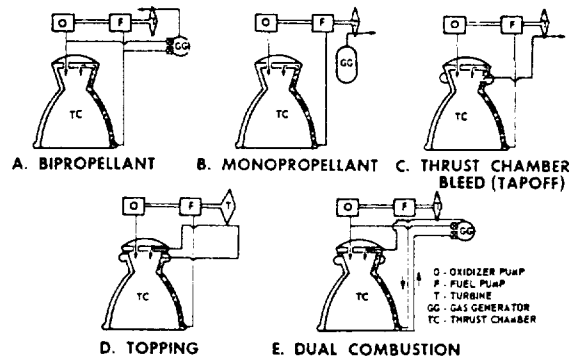 O F T
GG
TC
A. BIPROPELLANT
O F T
GG
TC
B. MONOPROPELLANT
O F T
TC
C. THRUST CHAMBER
BLEED (TAPOFF)
O F T
TC
D. TOPPING
O F T
GG
TC
E. DUAL COMBUSTION
O - OXIDIZER PUMP
F - FUEL PUMP
T - TURBINE
GG - GAS GENERATOR
TC - THRUST CHAMBER